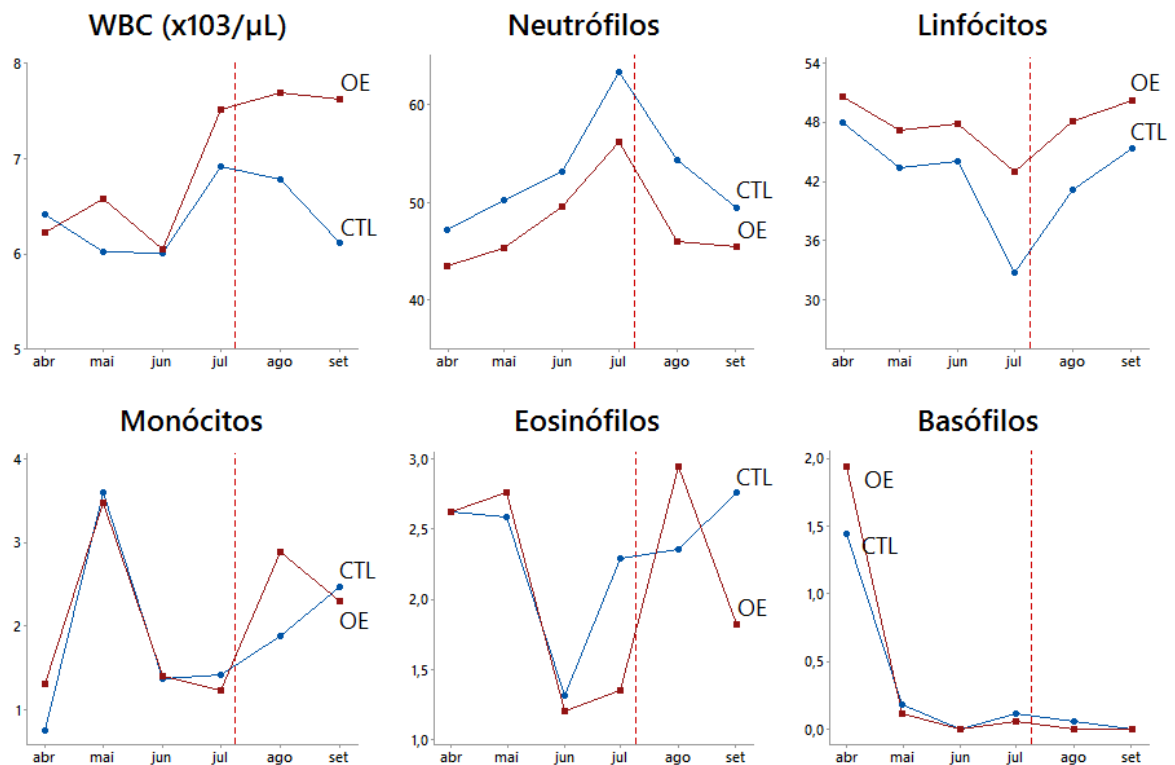 WBC (x103/µL)
8
7
6
5
OE
CTL
abr mai jun jul ago set
Neutrófilos
60
50
40
CTL
OE
abr mai jun jul ago set
Linfócitos
54
48
42
36
30
OE
CTL
abr mai jun jul ago set
Monócitos
4
3
2
1
CTL
OE
abr mai jun jul ago set
Eosinófilos
3,0
2,5
2,0
1,5
1,0
CTL
OE
abr mai jun jul ago set
Basófilos
2,0
1,5
1,0
0,5
0,0
OE
CTL
abr mai jun jul ago set